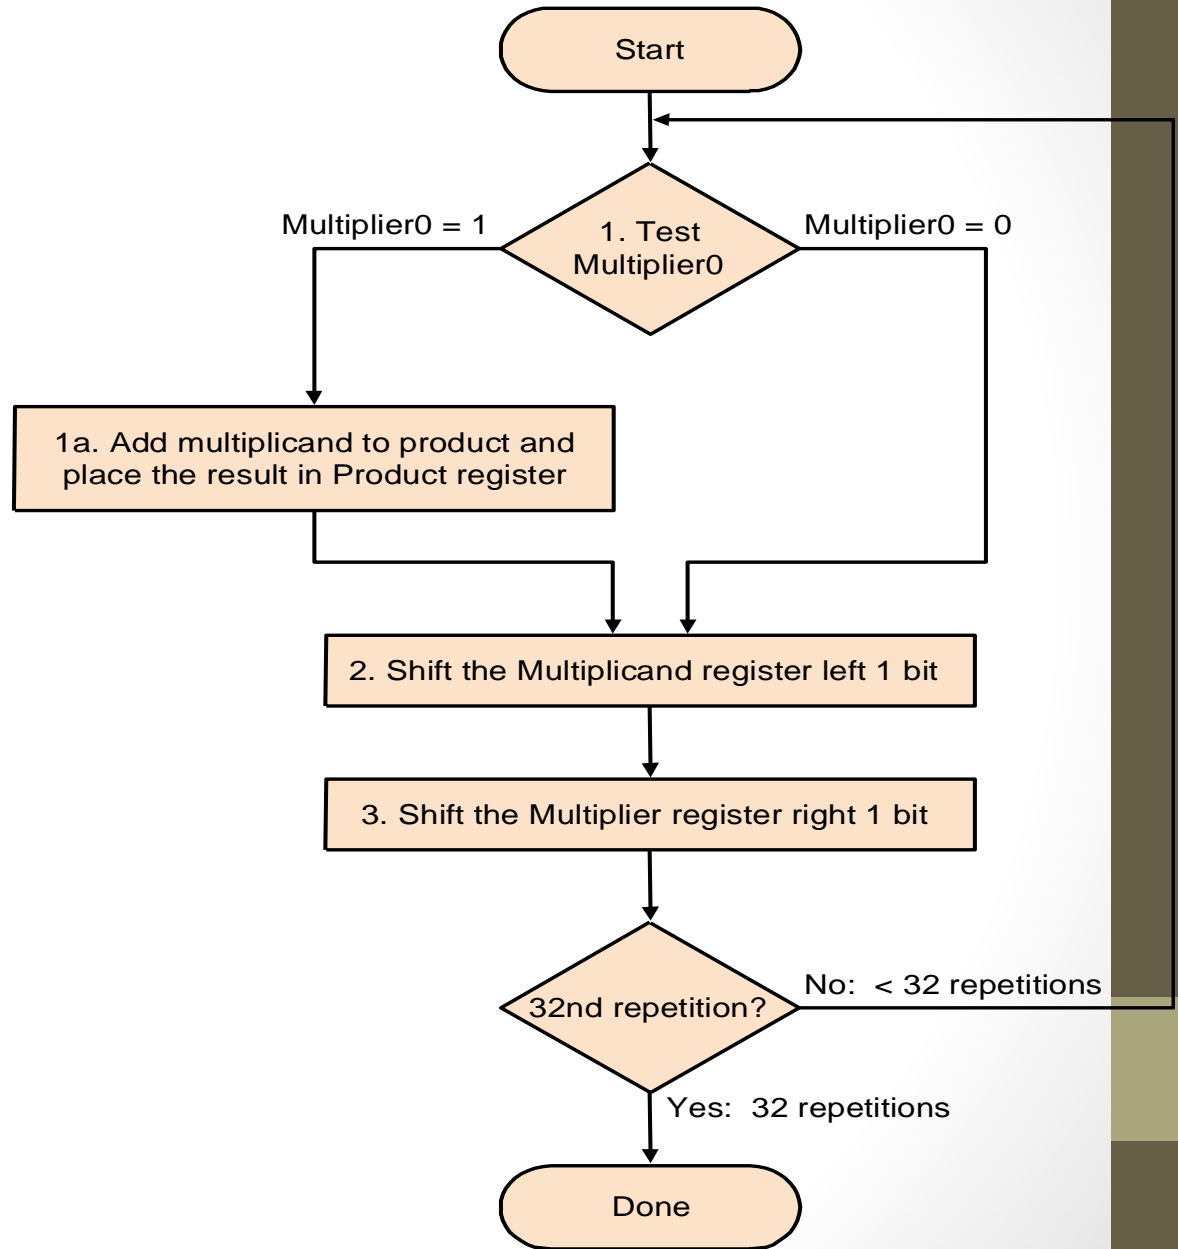 Start
Multiplier0 = 1
1. Test
Multiplier0
Multiplier0 = 0
1a. Add multiplicand to product and
place the result in Product register
2. Shift the Multiplicand register left 1 bit
3. Shift the Multiplier register right 1 bit
32nd repetition?
No:  < 32 repetitions
Yes:  32 repetitions
Done